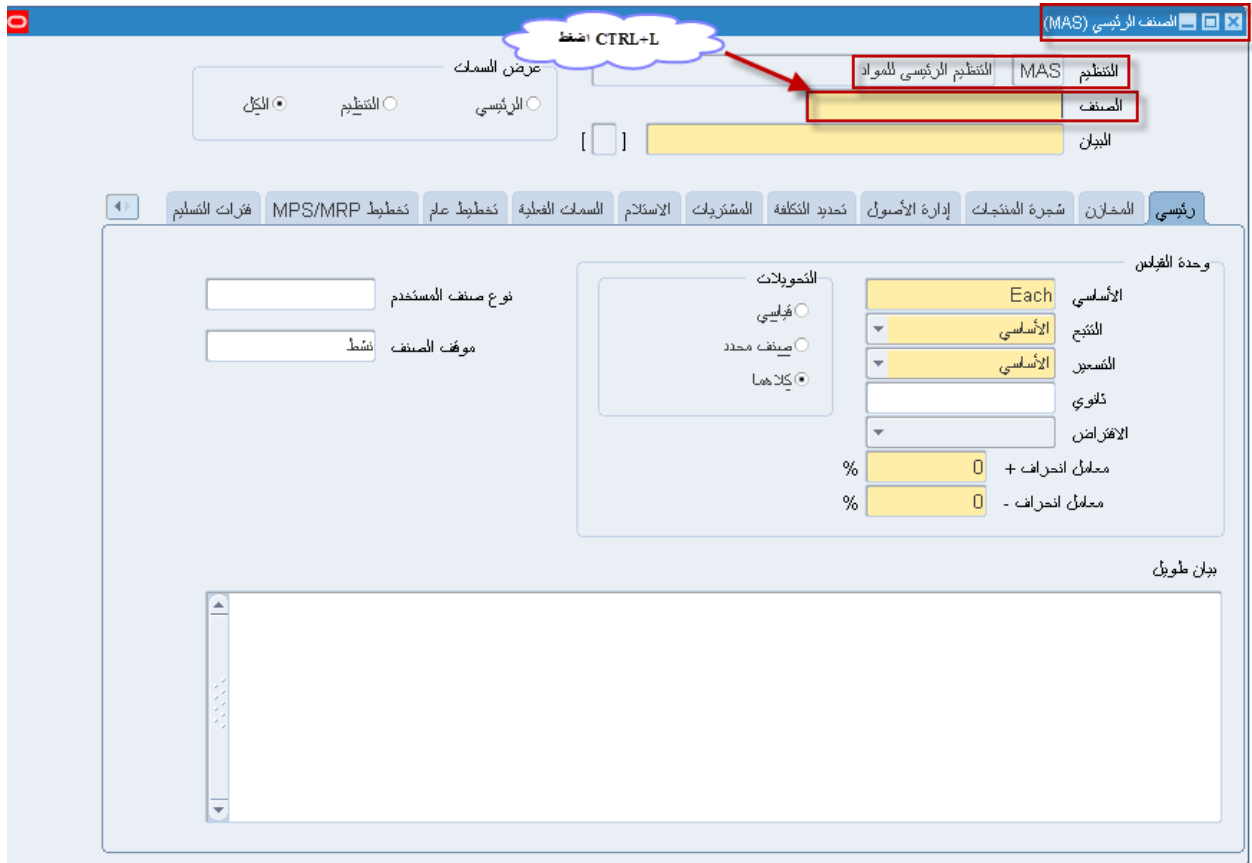 الصنف الرئيسي (MAS)
اضغط CTRL+L
التنظيم MAS التنظيم الرئيسي للمواد
الصنف
البيان [ ]
عرض السمات
الرئيسي التنظيم الكل
رئيسي المخازن شجرة المنتجات إدارة الأصول تحديد التكلفة المشتريات الاستلام السمات الفعلية تخطيط عام تخطيط MPS/MRP فترات التسليم
وحدة القياس
الأساسي Each
التتبع الأساسي
التسعير الأساسي
ثانوي
الافتراض
معامل انحراف + 0 %
معامل انحراف - 0 %
التحويلات
قياسي
صنف محدد
كلاهما
نوع صنف المستخدم
موقف الصنف نشط
بيان طويل